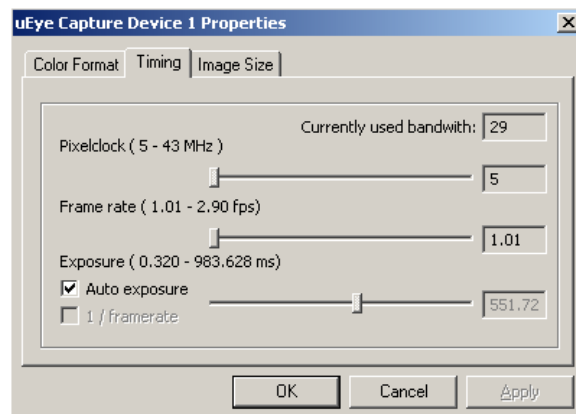 uEye Capture Device 1 Properties
Color Format Timing Image Size
Currently used bandwith: 29
Pixelclock ( 5 - 43 MHz )
5
Frame rate ( 1.01 - 2.90 fps)
1.01
Exposure ( 0.320 - 983.628 ms)
Auto exposure
551.72
1 / framerate
OK Cancel Apply